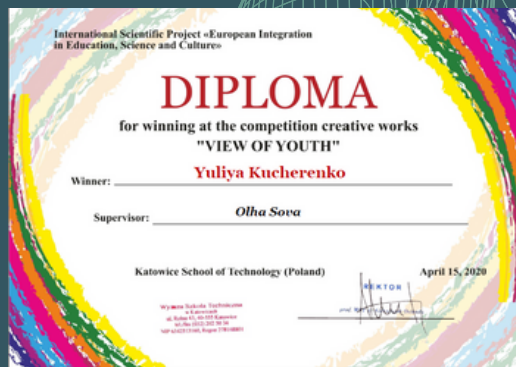 International Scientific Project «European Integration
in Education, Science and Culture»
DIPLOMA
for winning at the competition creative works
"VIEW OF YOUTH"
Winner: Yuliya Kucherenko
Supervisor: Olha Sova
Katowice School of Technology (Poland) April 15, 2020
REKTOR
Wyższa Szkoła Techniczna
w Katowicach